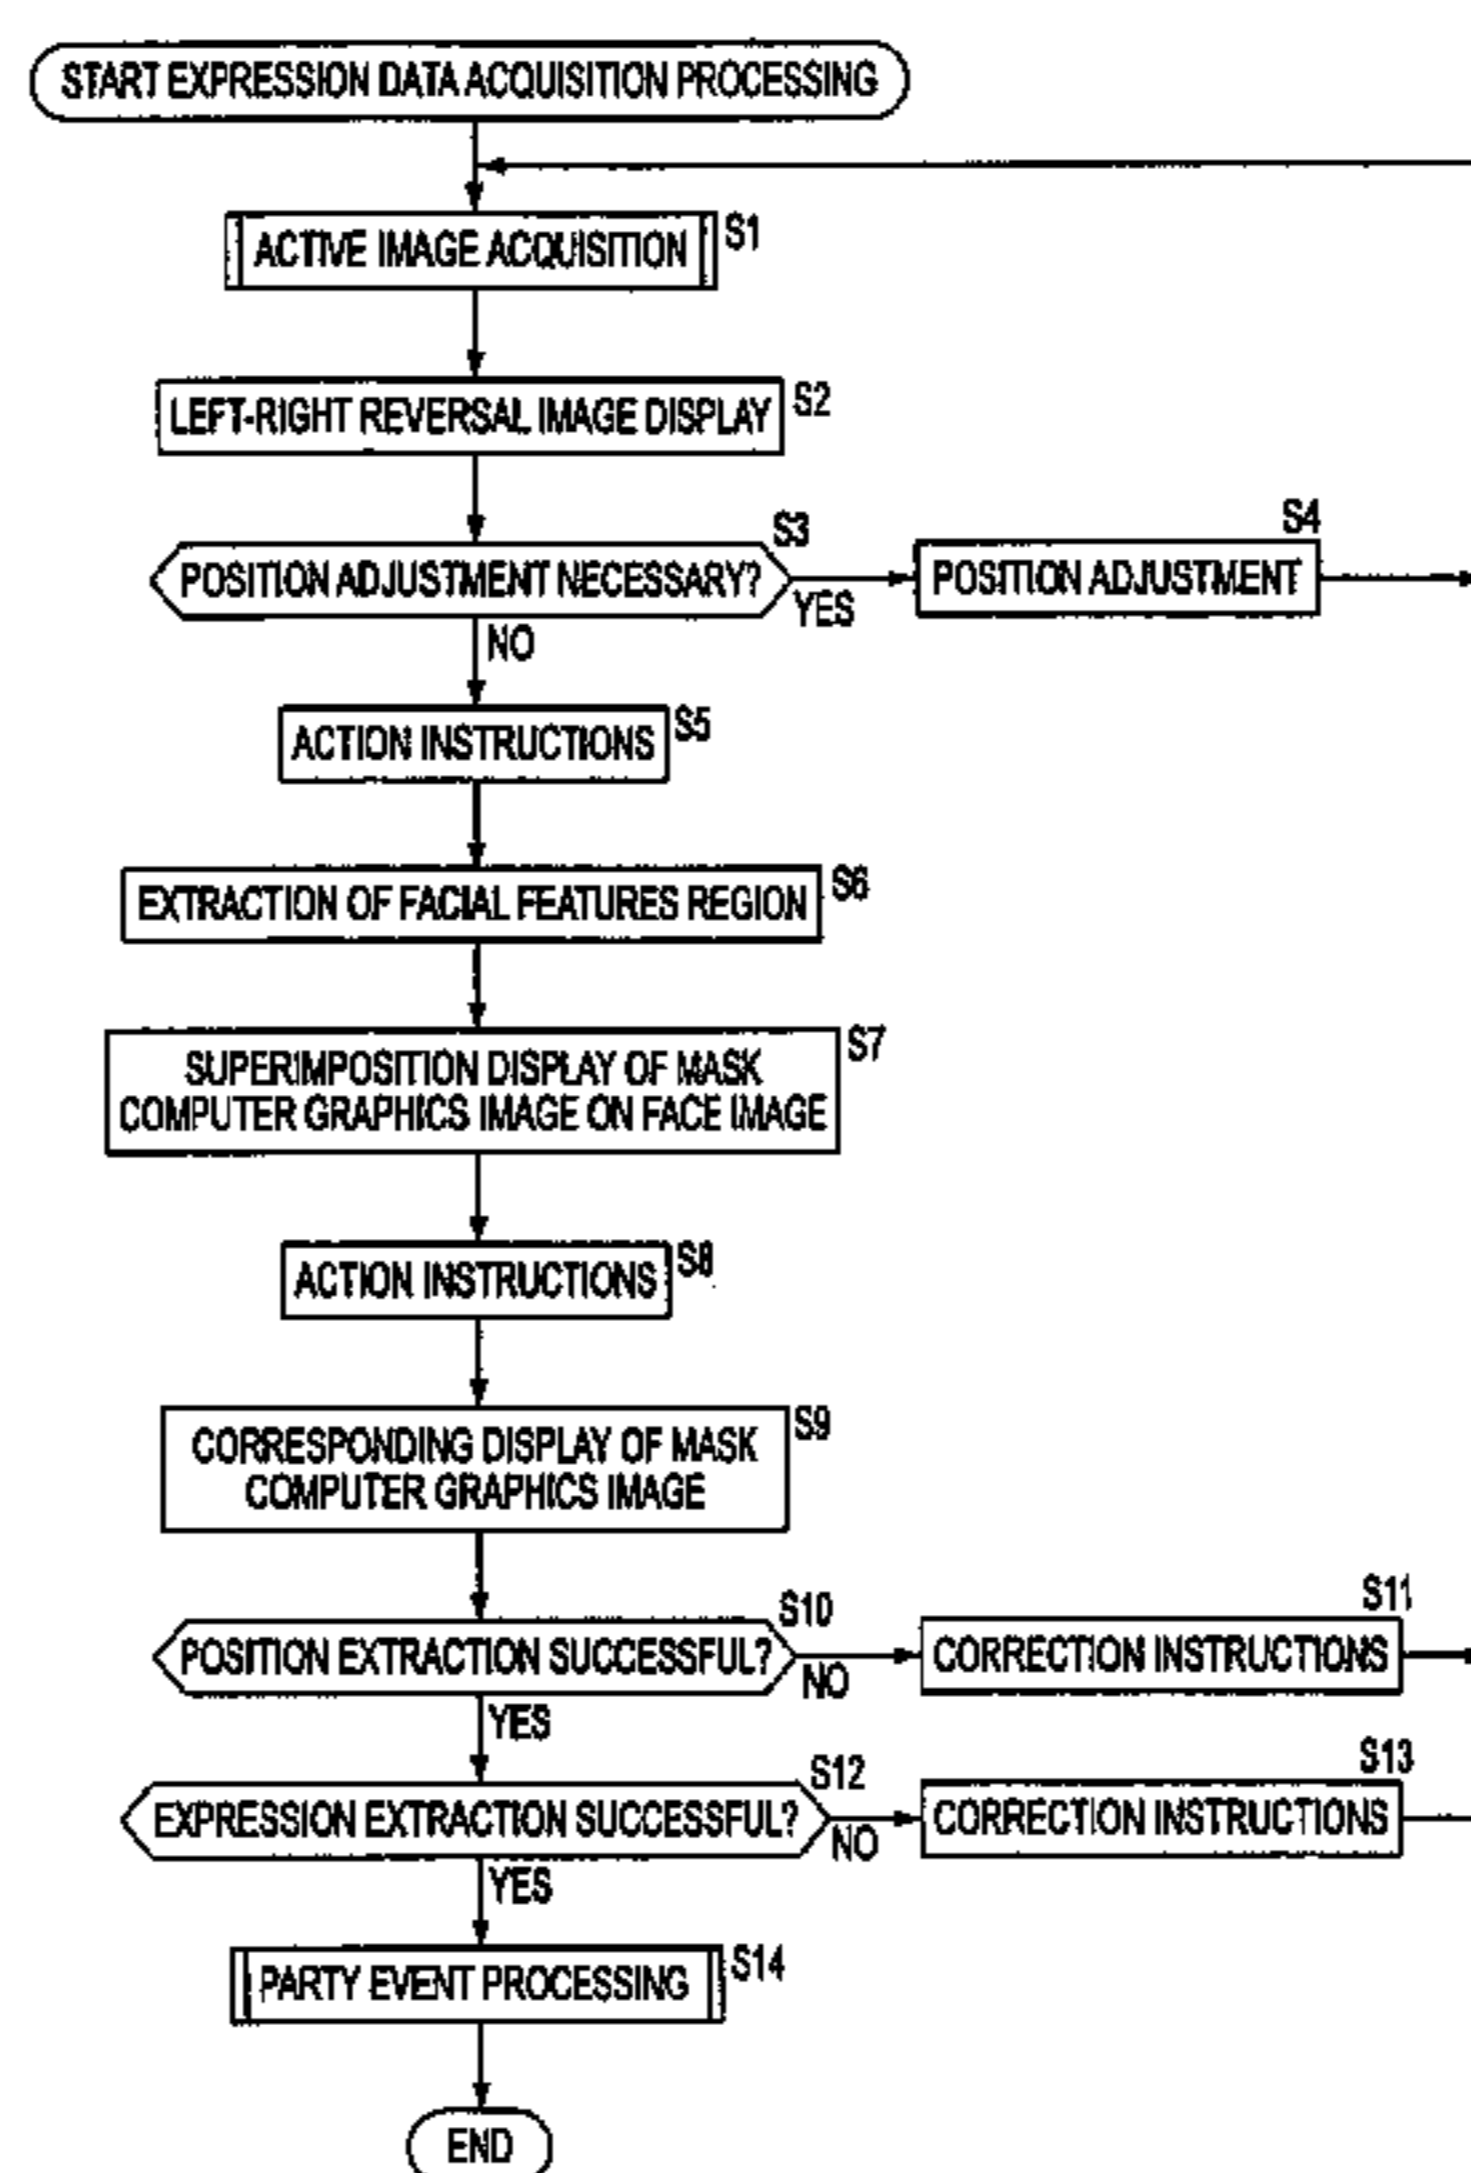 START EXPRESSION DATA ACQUISITION PROCESSING
ACTIVE IMAGE ACQUISITION
S1
LEFT-RIGHT REVERSAL IMAGE DISPLAY
S2
POSITION ADJUSTMENT NECESSARY?
S3
YES
POSITION ADJUSTMENT
S4
NO
ACTION INSTRUCTIONS
S5
EXTRACTION OF FACIAL FEATURES REGION
S6
SUPERIMPOSITION DISPLAY OF MASK
COMPUTER GRAPHICS IMAGE ON FACE IMAGE
S7
ACTION INSTRUCTIONS
S8
CORRESPONDING DISPLAY OF MASK
COMPUTER GRAPHICS IMAGE
S9
POSITION EXTRACTION SUCCESSFUL?
S10
NO
CORRECTION INSTRUCTIONS
S11
YES
EXPRESSION EXTRACTION SUCCESSFUL?
S12
NO
CORRECTION INSTRUCTIONS
S13
YES
PARTY EVENT PROCESSING
S14
END